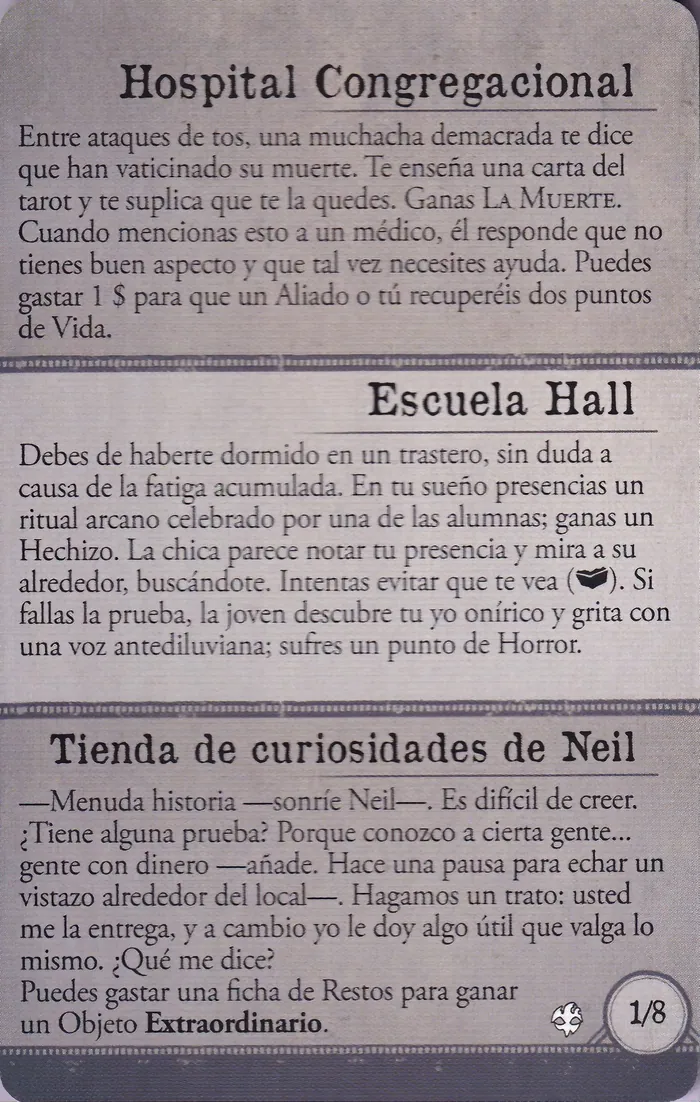 Hospital Congregacional
Entre ataques de tos, una muchacha demacrada te dice
que han vaticinado su muerte. Te enseña una carta del
tarot y te suplica que te la quedes. Ganas LA MUERTE.
Cuando mencionas esto a un médico, él responde que no
tienes buen aspecto y que tal vez necesites ayuda. Puedes
gastar 1 $ para que un Aliado o tú recuperéis dos puntos
de Vida.
Escuela Hall
Debes de haberte dormido en un trastero, sin duda a
causa de la fatiga acumulada. En tu sueño presencias un
ritual arcano celebrado por una de las alumnas; ganas un
Hechizo. La chica parece notar tu presencia y mira a su
alrededor, buscándote. Intentas evitar que te vea (). Si
fallas la prueba, la joven descubre tu yo onírico y grita con
una voz antediluviana; sufres un punto de Horror.
Tienda de curiosidades de Neil
—Menuda historia —sonríe Neil—. Es difícil de creer.
¿Tiene alguna prueba? Porque conozco a cierta gente...
gente con dinero —añade. Hace una pausa para echar un
vistazo alrededor del local—. Hagamos un trato: usted
me la entrega, y a cambio yo le doy algo útil que valga lo
mismo. ¿Qué me dice?
Puedes gastar una ficha de Restos para ganar
un Objeto Extraordinario.
1/8